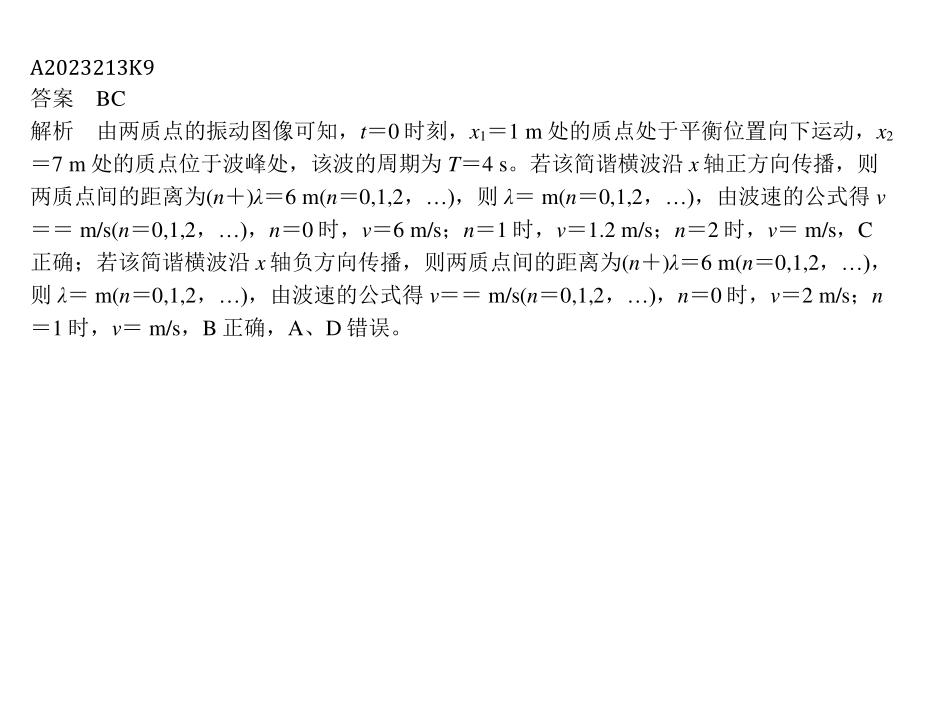 A2023213K9
答案　BC
解析　由两质点的振动图像可知，t＝0时刻，x₁＝1 m 处的质点处于平衡位置向下运动，x₂
＝7 m 处的质点位于波峰处，该波的周期为 T＝4 s。若该简谐横波沿 x 轴正方向传播，则
两质点间的距离为(n＋)λ＝6 m(n＝0,1,2，…)，则 λ＝ m(n＝0,1,2，…)，由波速的公式得 v
＝＝ m/s(n＝0,1,2，…)，n＝0时，v＝6 m/s；n＝1时，v＝1.2 m/s；n＝2时，v＝ m/s，C
正确；若该简谐横波沿 x 轴负方向传播，则两质点间的距离为(n＋)λ＝6 m(n＝0,1,2，…)，
则 λ＝ m(n＝0,1,2，…)，由波速的公式得 v＝＝ m/s(n＝0,1,2，…)，n＝0时，v＝2 m/s；n
＝1时，v＝ m/s，B 正确，A、D 错误。